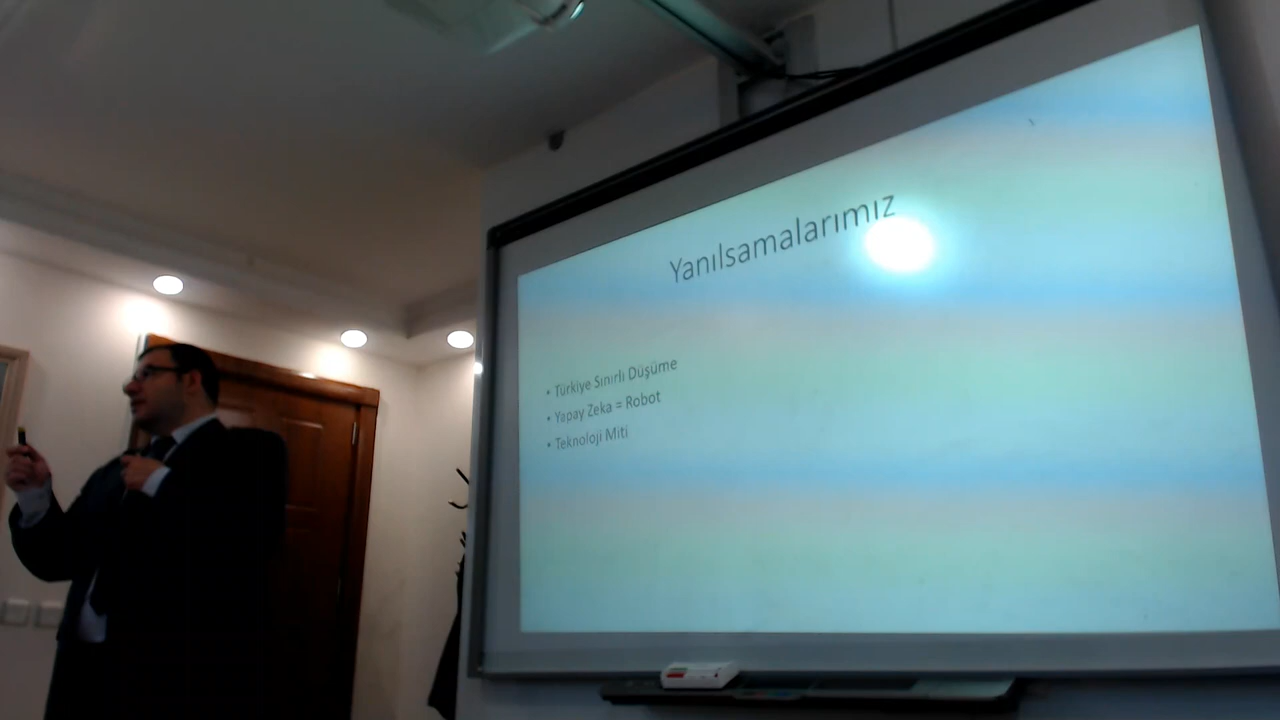 Yanılsamalarımız
• Türkiye Sınırlı Düşüme
• Yapay Zeka = Robot
• Teknoloji Miti